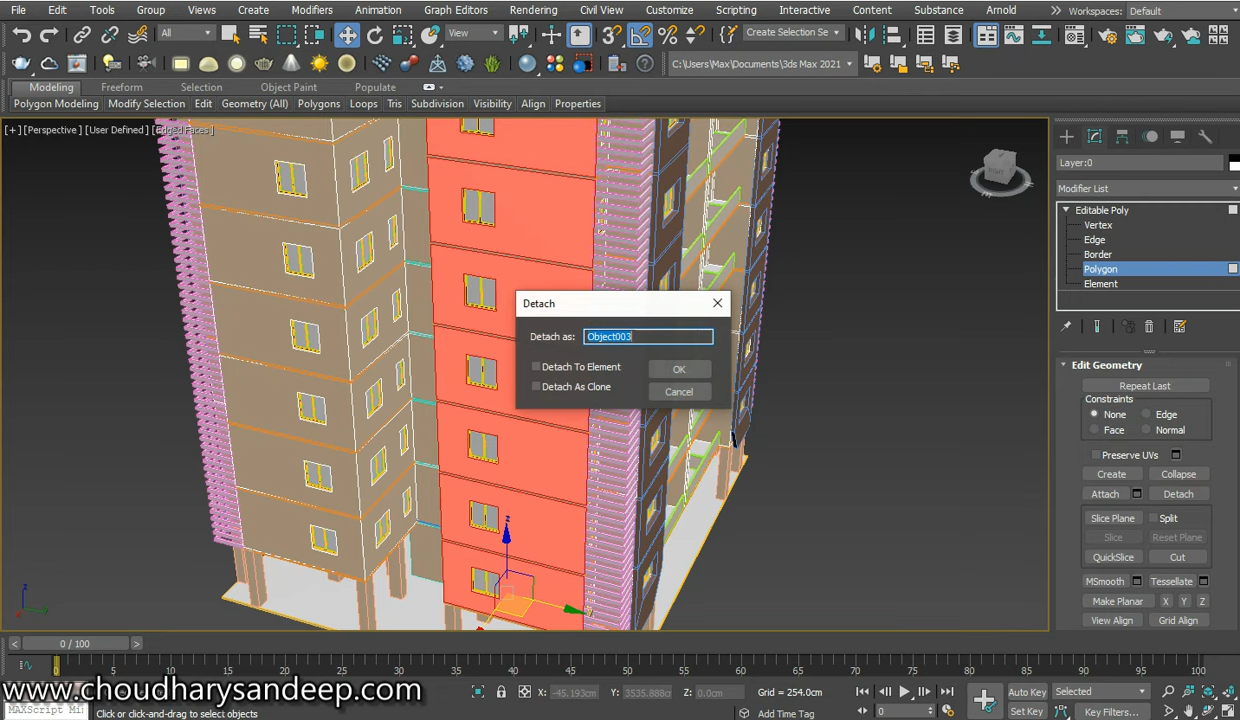 File Edit Tools Group Views Create Modifiers Animation Graph Editors Rendering Civil View Customize Scripting Interactive Content Substance Arnold Workspaces: Default
All View Create Selection Se
C:\Users\Max\Documents\3ds Max 2021
Modeling Freeform Selection Object Paint Populate
Polygon Modeling Modify Selection Edit Geometry (All) Polygons Loops Tris Subdivision Visibility Align Properties
[+] [Perspective] [User Defined] [Edged Faces]
Layer:0
Modifier List
Editable Poly
Vertex
Edge
Border
Polygon
Element
Detach
Detach as: Object003
Detach To Element OK
Detach As Clone Cancel
Edit Geometry
Repeat Last
Constraints
None Edge
Face Normal
Preserve UVs
Create Collapse
Attach Detach
Slice Plane Split
Slice Reset Plane
QuickSlice Cut
MSmooth Tessellate
Make Planar X Y Z
View Align Grid Align
z
y
z
0 / 100
0 5 10 15 20 25 30 35 40 45 50 55 60 65 70 75 80 85 90 95 100
www.choudharysandeep.com
X: -45.193cm Y: 3535.888cm Z: 0.0cm Grid = 254.0cm Auto Key Selected
MAXScript Mi Click or click-and-drag to select objects Add Time Tag 0 Set Key Key Filters...